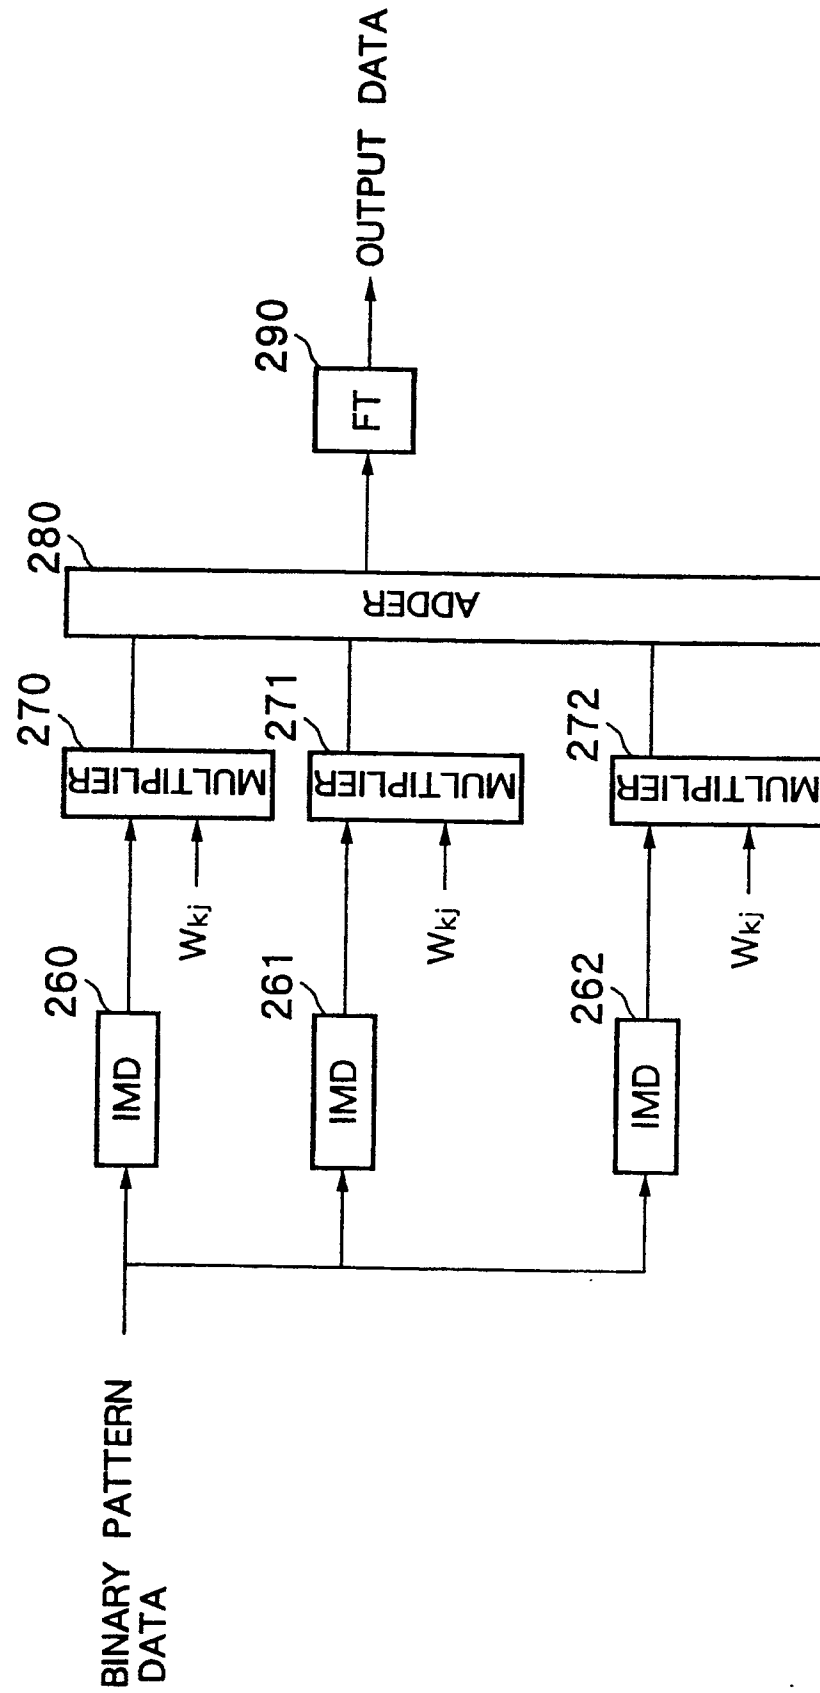 BINARY PATTERN
DATA
260
IMD
261
IMD
262
IMD
Wkj
Wkj
Wkj
270
MULTIPLIER
271
MULTIPLIER
272
MULTIPLIER
280
ADDER
290
FT
OUTPUT DATA